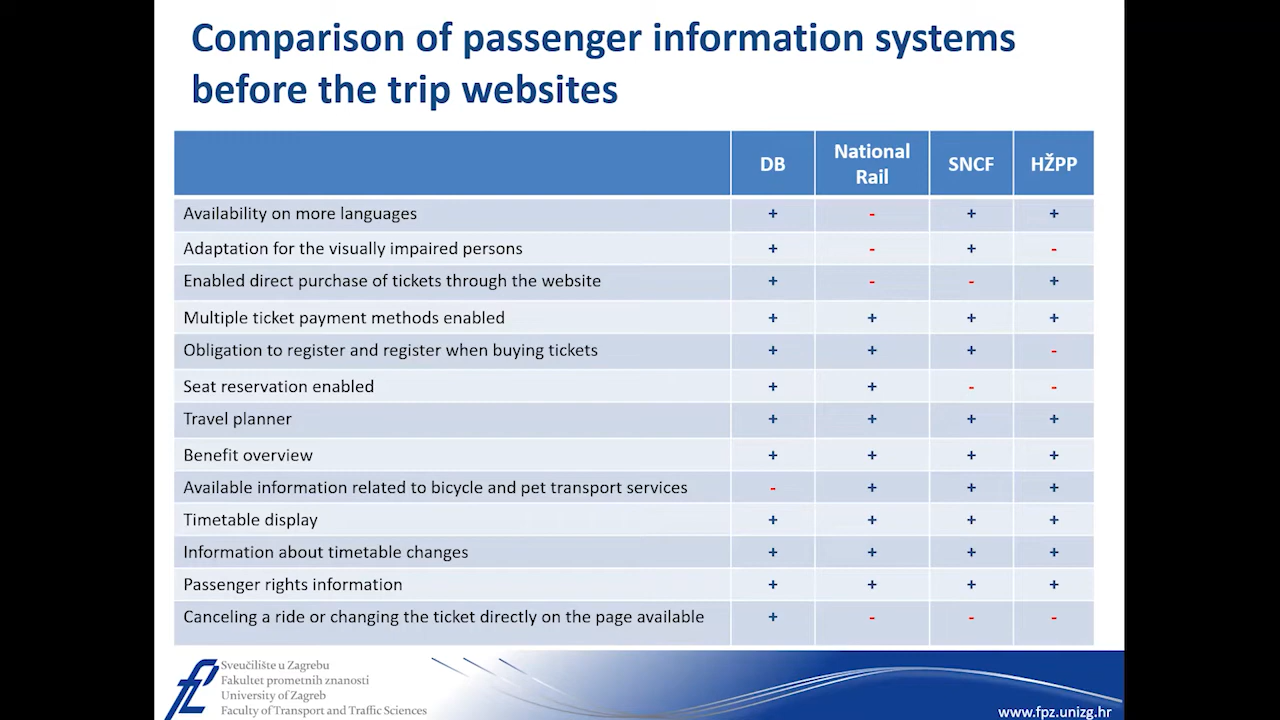 Comparison of passenger information systems
before the trip websites
DB National Rail SNCF HŽPP
Availability on more languages + - + +
Adaptation for the visually impaired persons + - + -
Enabled direct purchase of tickets through the website + - - +
Multiple ticket payment methods enabled + + + +
Obligation to register and register when buying tickets + + + -
Seat reservation enabled + + - -
Travel planner + + + +
Benefit overview + + + +
Available information related to bicycle and pet transport services - + + +
Timetable display + + + +
Information about timetable changes + + + +
Passenger rights information + + + +
Canceling a ride or changing the ticket directly on the page available + - - -
Sveučilište u Zagrebu
Fakultet prometnih znanosti
University of Zagreb
Faculty of Transport and Traffic Sciences
www.fpz.unizg.hr